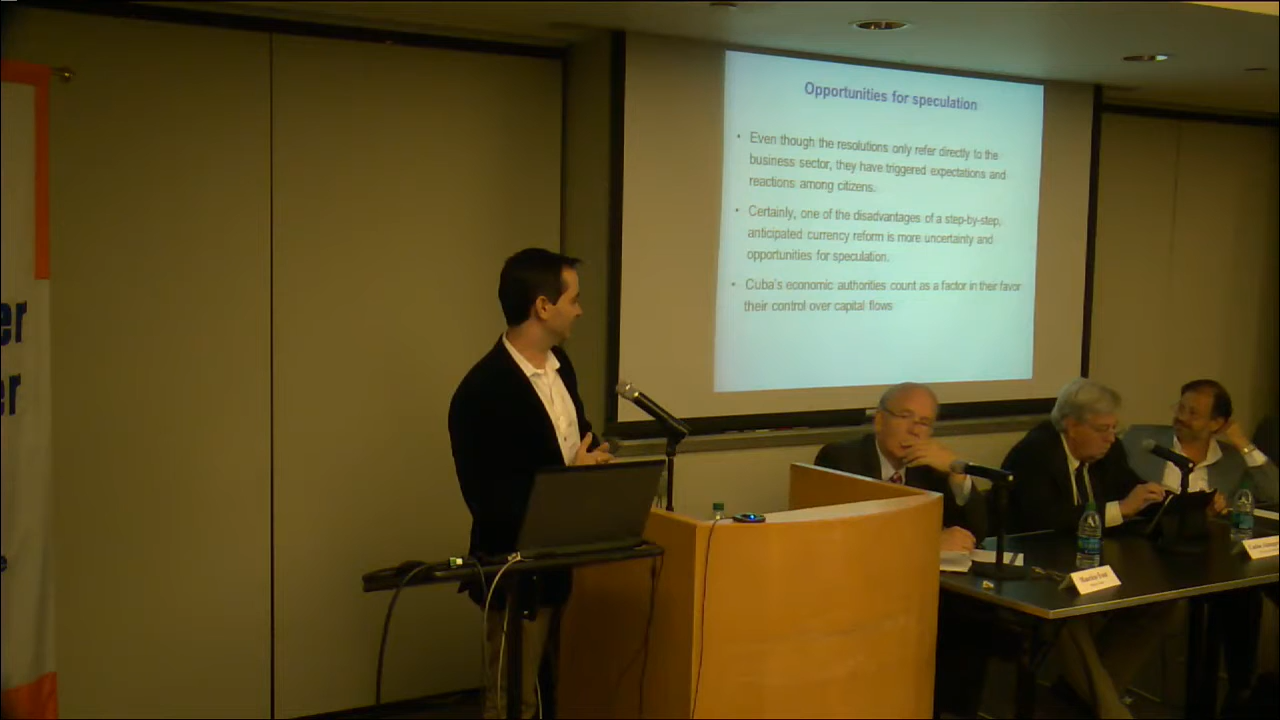 Opportunities for speculation
• Even though the resolutions only refer directly to the
business sector, they have triggered expectations and
reactions among citizens.
• Certainly, one of the disadvantages of a step-by-step,
anticipated currency reform is more uncertainly and
opportunities for speculation.
• Cuba's economic authorities count as a factor in their favor
their control over capital flows
er
er